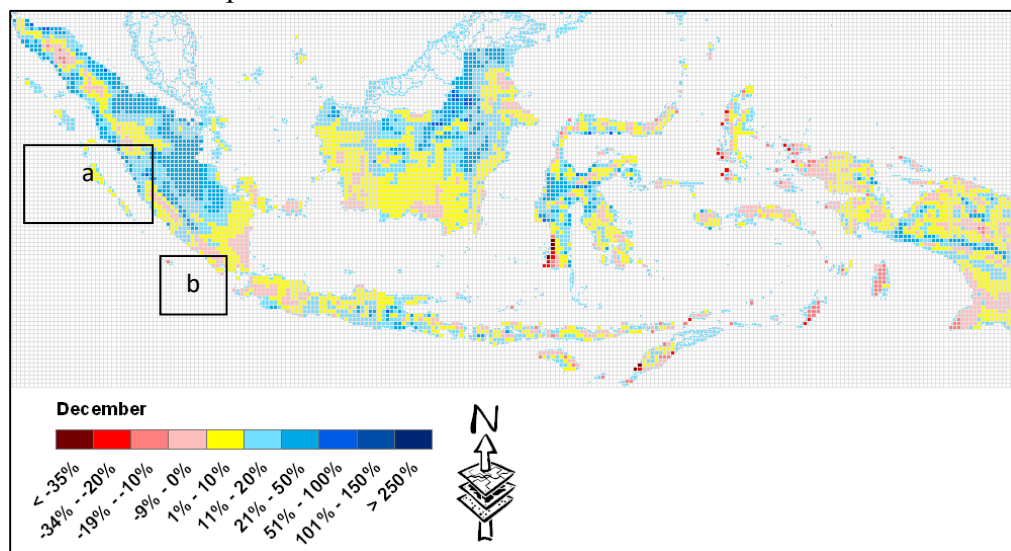 a
b
December
N
< -35%
-34% - -20%
-19% - -10%
-9% - 0%
1% - 10%
11% - 20%
21% - 50%
51% - 100%
101% - 150%
> 250%